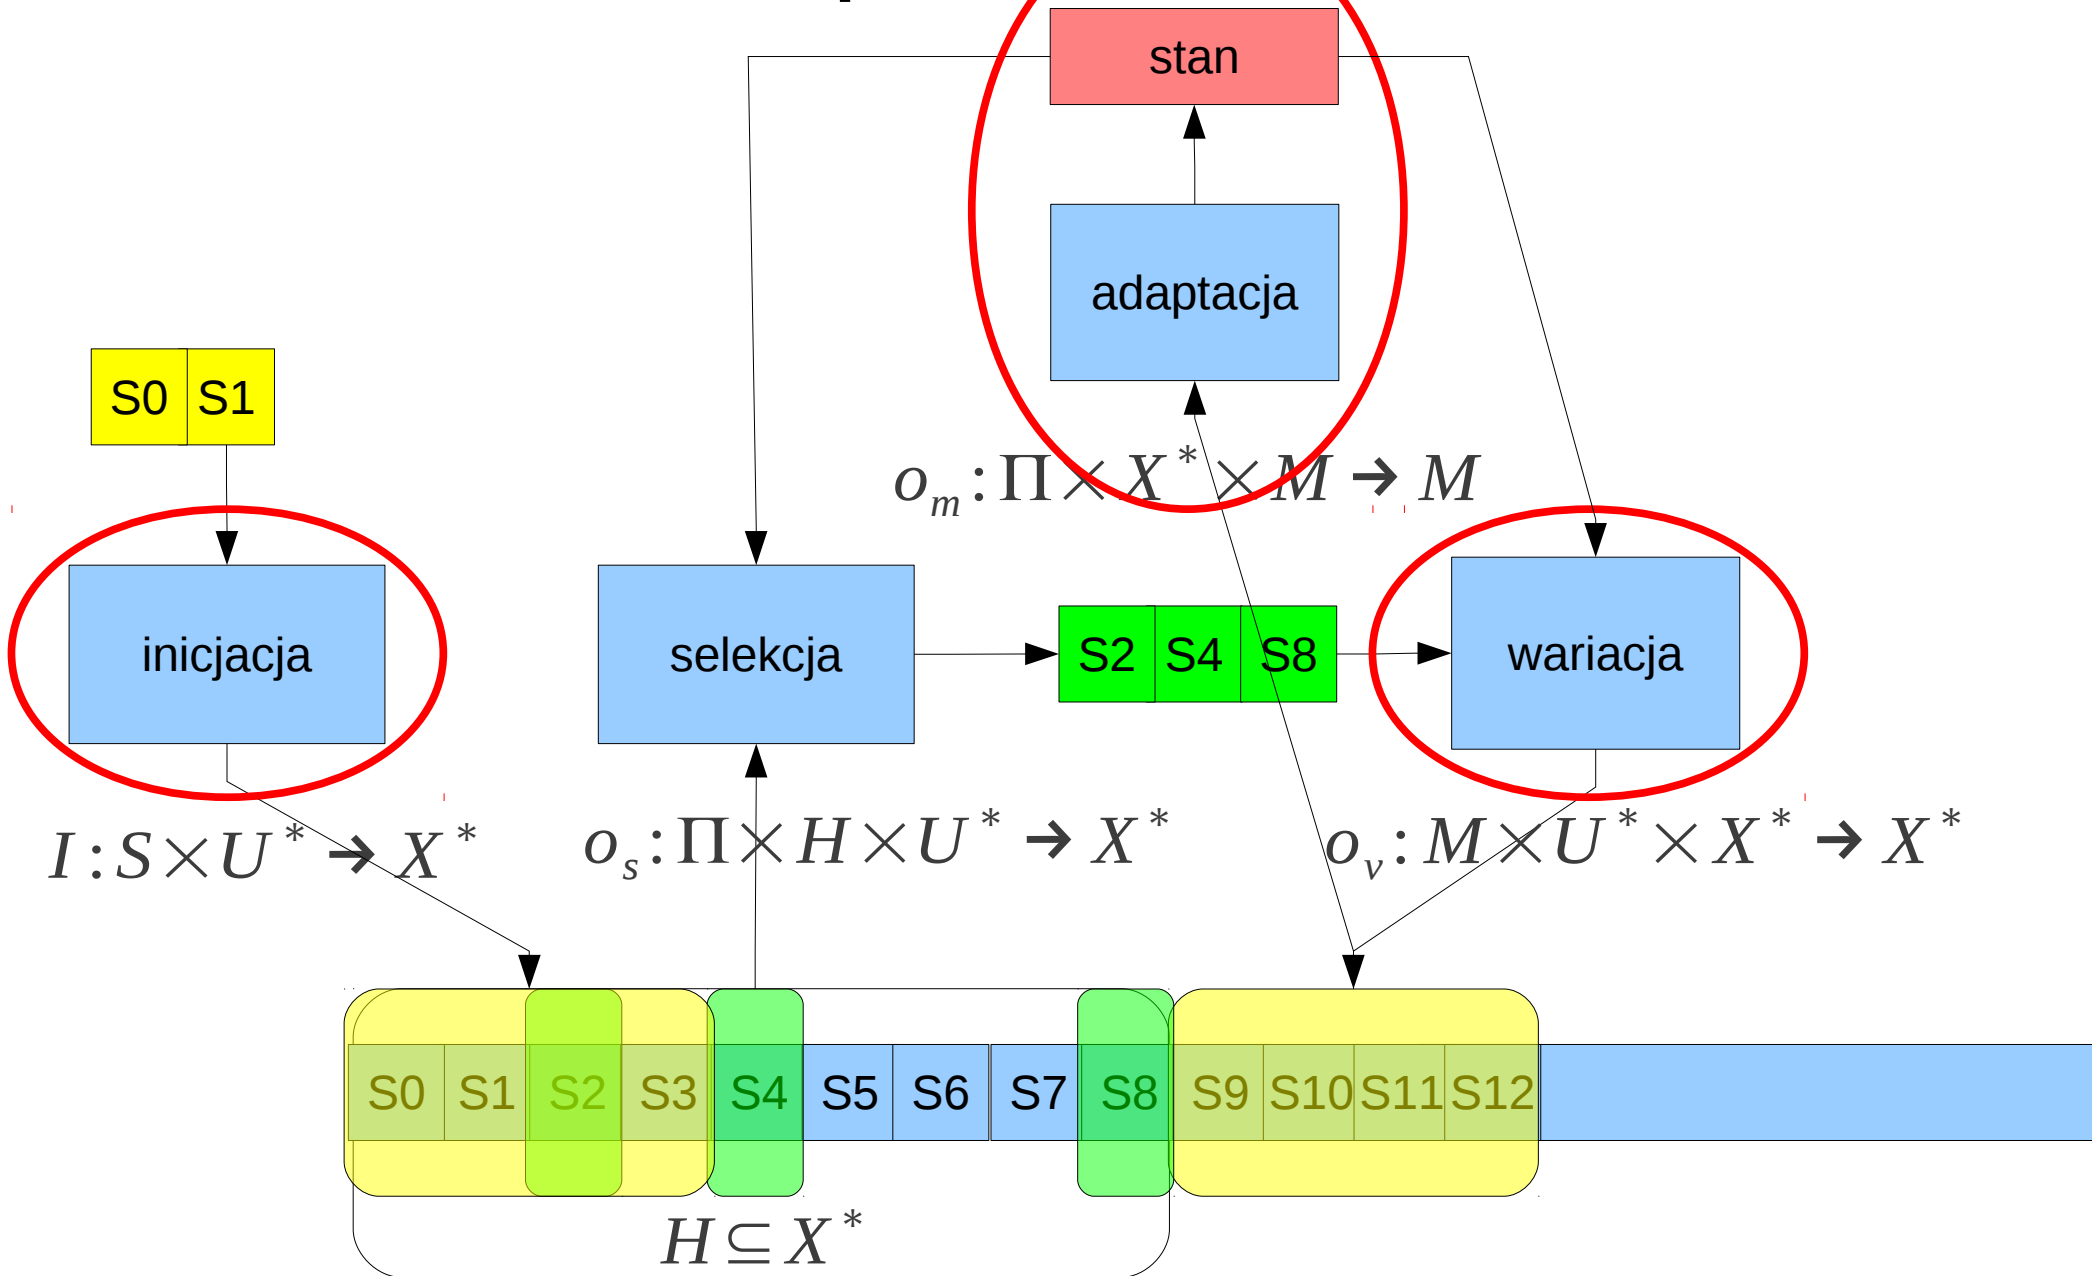 stan
adaptacja
S0 S1
o_m : Π × X* × M → M
inicjacja
selekcja
S2 S4 S8
wariacja
I : S × U* → X*
o_s : Π × H × U* → X*
o_v : M × U* × X* → X*
S0 S1 S2 S3 S4 S5 S6 S7 S8 S9 S10 S11 S12
H ⊆ X*